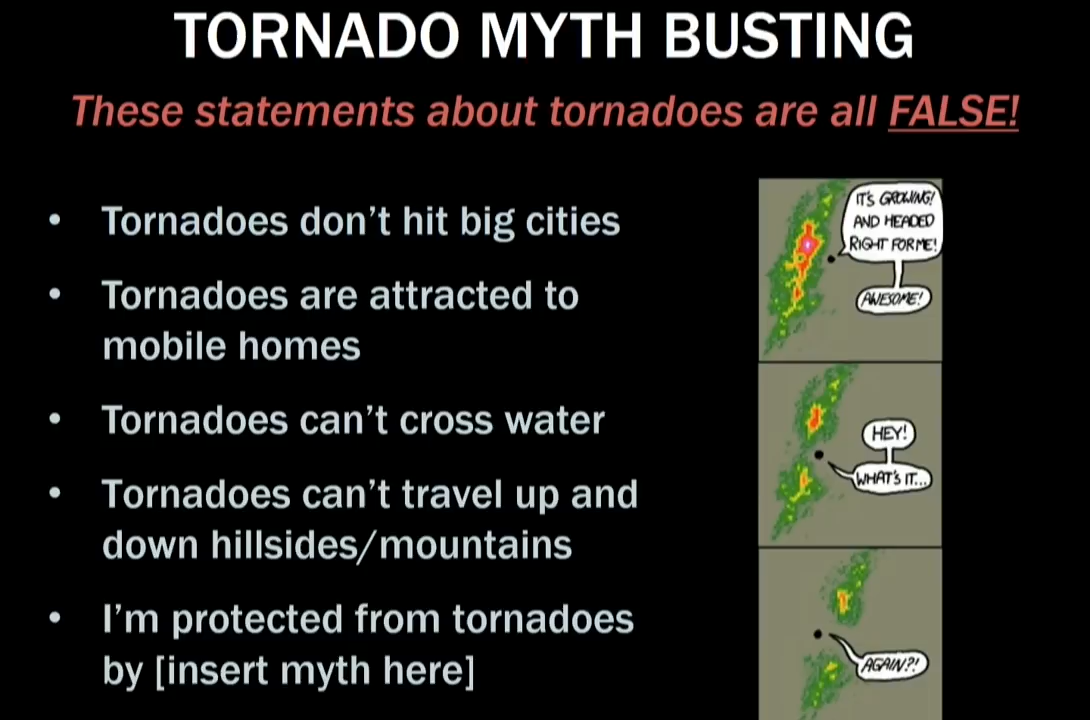 TORNADO MYTH BUSTING
These statements about tornadoes are all FALSE!
• Tornadoes don't hit big cities
• Tornadoes are attracted to
mobile homes
• Tornadoes can't cross water
• Tornadoes can't travel up and
down hillsides/mountains
• I'm protected from tornadoes
by [insert myth here]
IT'S GROWING!
AND HEADED
RIGHT FOR ME!
AWESOME!
HEY!
WHAT'S IT...
AGAIN?!